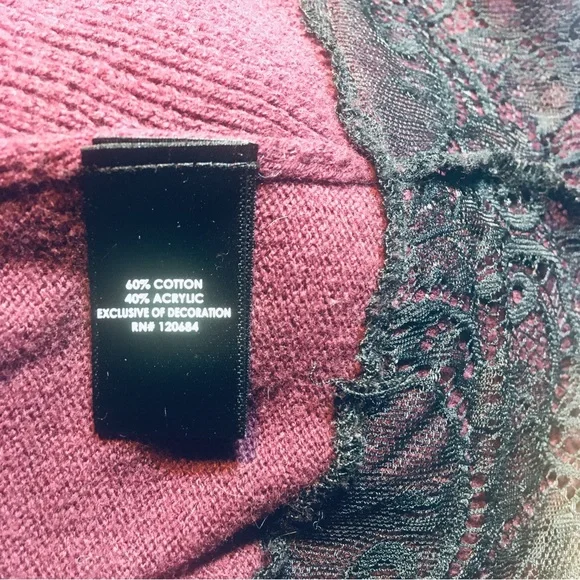 60% COTTON
40% ACRYLIC
EXCLUSIVE OF DECORATION
RN# 120684